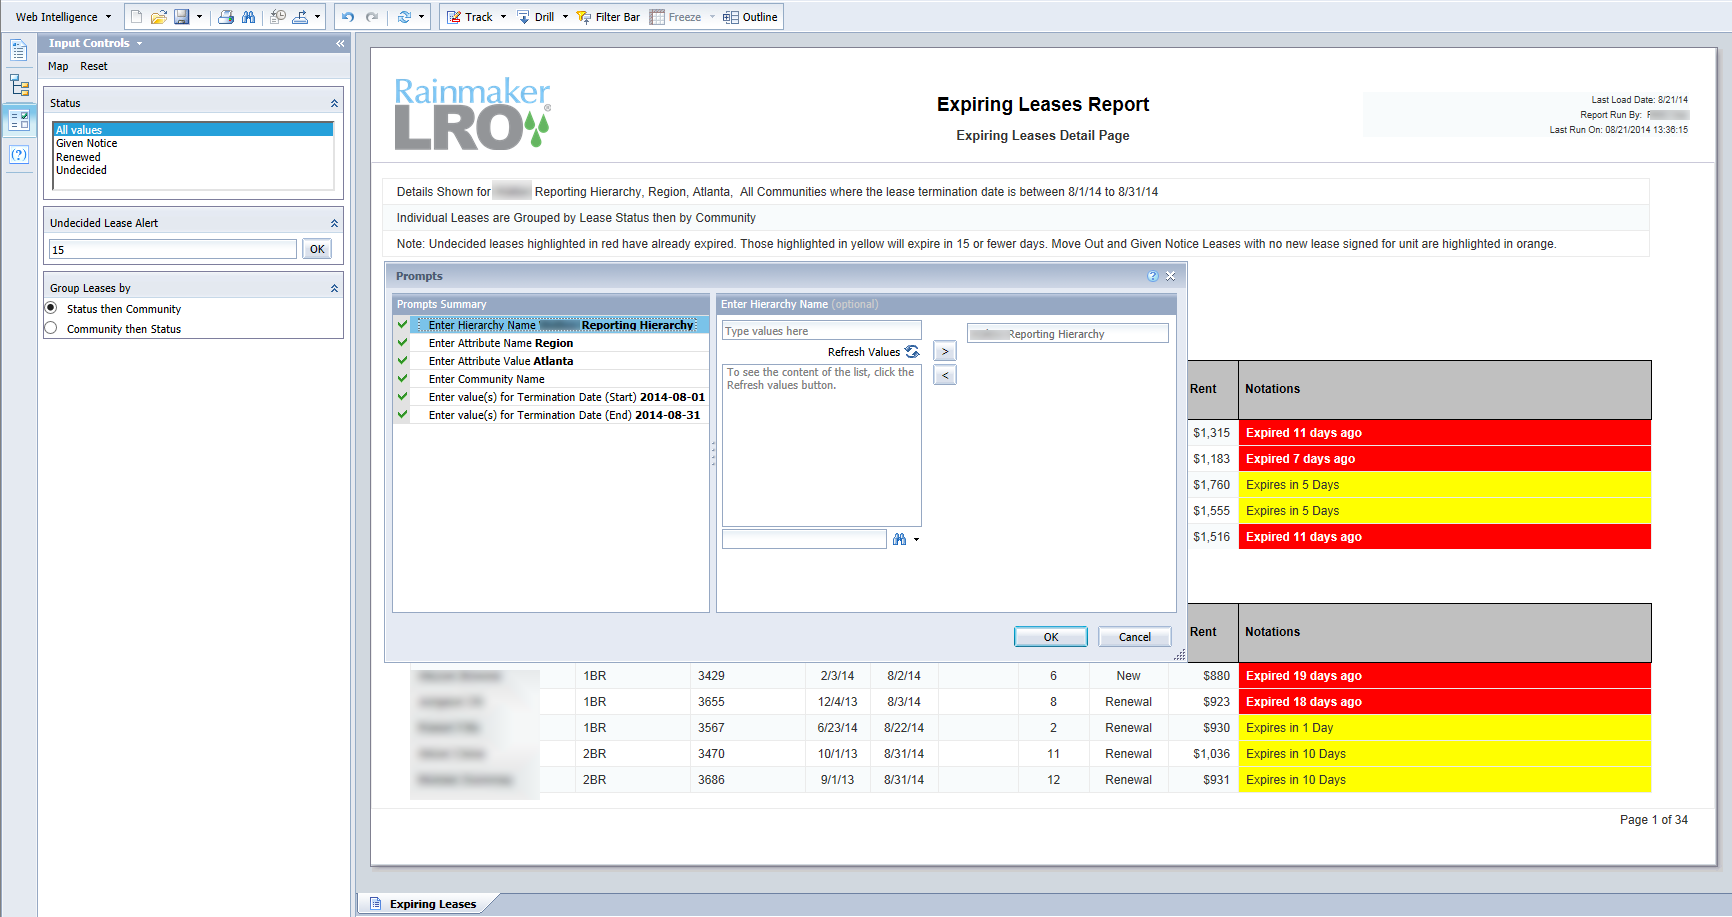 Web Intelligence
Track Drill Filter Bar Freeze Outline
Input Controls
Map Reset
Status
All values
Given Notice
Renewed
Undecided
Undecided Lease Alert
15 OK
Group Leases by
Status then Community
Community then Status
Rainmaker
LRO®
Expiring Leases Report
Expiring Leases Detail Page
Last Load Date: 8/21/14
Report Run By:
Last Run On: 08/21/2014 13:36:15
Details Shown for Reporting Hierarchy, Region, Atlanta, All Communities where the lease termination date is between 8/1/14 to 8/31/14
Individual Leases are Grouped by Lease Status then by Community
Note: Undecided leases highlighted in red have already expired. Those highlighted in yellow will expire in 15 or fewer days. Move Out and Given Notice Leases with no new lease signed for unit are highlighted in orange.
Prompts
Prompts Summary
Enter Hierarchy Name Reporting Hierarchy
Enter Attribute Name Region
Enter Attribute Value Atlanta
Enter Community Name
Enter value(s) for Termination Date (Start) 2014-08-01
Enter value(s) for Termination Date (End) 2014-08-31
Enter Hierarchy Name (optional)
Type values here
Refresh Values
To see the content of the list, click the
Refresh values button.
>
<
Reporting Hierarchy
OK Cancel
Rent Notations
$1,315 Expired 11 days ago
$1,183 Expired 7 days ago
$1,760 Expires in 5 Days
$1,555 Expires in 5 Days
$1,516 Expired 11 days ago
Rent Notations
1BR 3429 2/3/14 8/2/14 6 New $880 Expired 19 days ago
1BR 3655 12/4/13 8/3/14 8 Renewal $923 Expired 18 days ago
1BR 3567 6/23/14 8/22/14 2 Renewal $930 Expires in 1 Day
2BR 3470 10/1/13 8/31/14 11 Renewal $1,036 Expires in 10 Days
2BR 3686 9/1/13 8/31/14 12 Renewal $931 Expires in 10 Days
Page 1 of 34
Expiring Leases